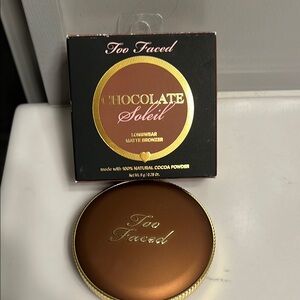 Too Faced
CHOCOLATE
Soleil
LONGWEAR
MATTE BRONZER
made with 100% NATURAL COCOA POWDER
Too
Faced